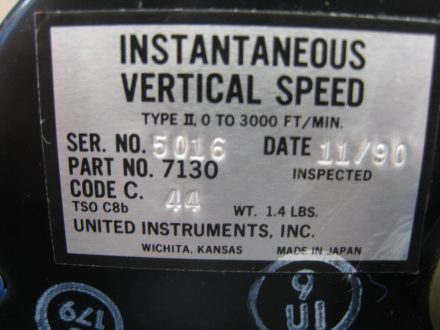 INSTANTANEOUS
VERTICAL SPEED
TYPE II, 0 TO 3000 FT/MIN.
SER. NO. 5016 DATE 11/90
PART NO. 7130 INSPECTED
CODE C. 44
TSO C8b WT. 1.4 LBS.
UNITED INSTRUMENTS, INC.
WICHITA, KANSAS MADE IN JAPAN
179